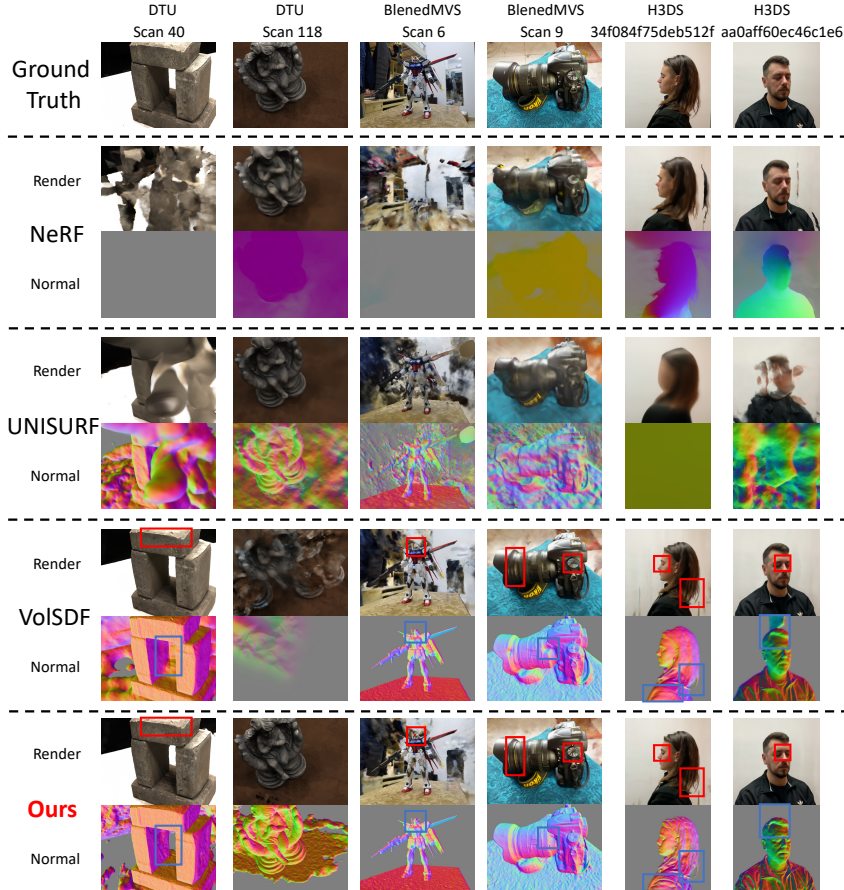 DTU DTU BlenedMVS BlenedMVS H3DS H3DS
Scan 40 Scan 118 Scan 6 Scan 9 34f084f75deb512f aa0aff60ec46c1e6
Ground
Truth
Render
NeRF
Normal
Render
UNISURF
Normal
Render
VolSDF
Normal
Render
Ours
Normal